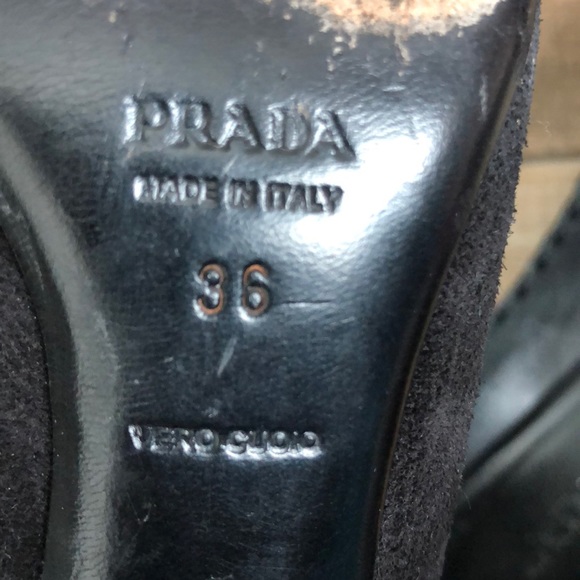 PRADA
MADE IN ITALY
36
VERO CUOIO